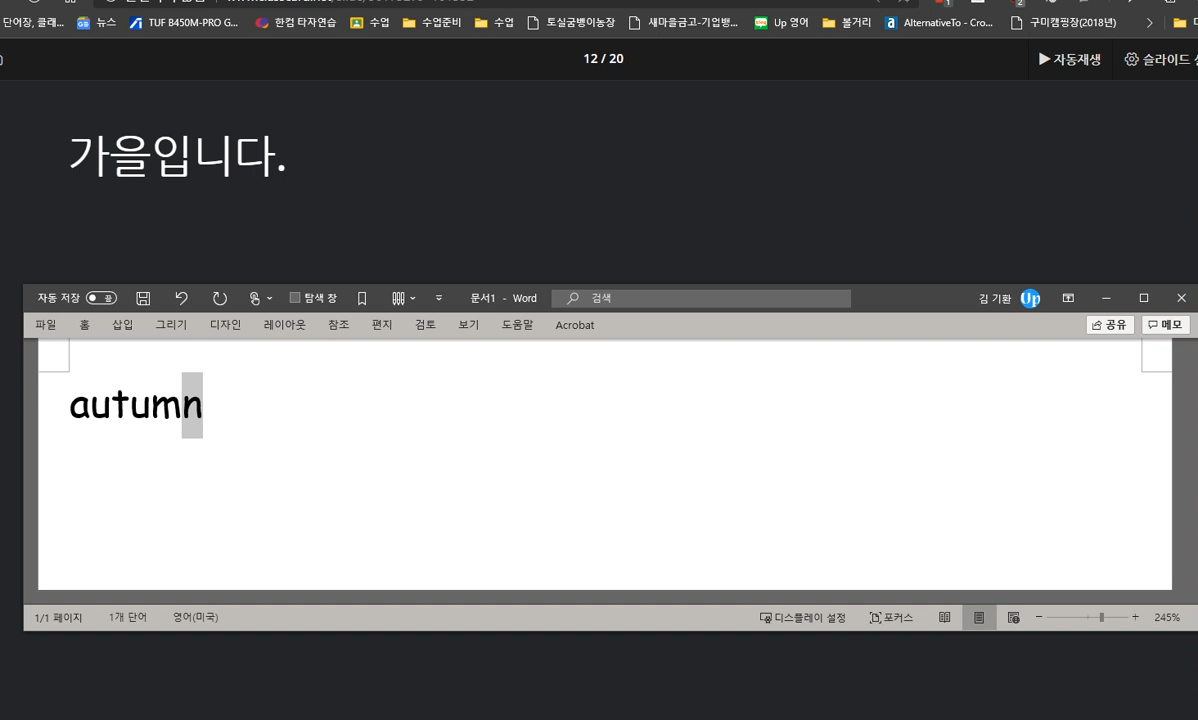 단어장, 클래... 뉴스 TUF B450M-PRO G... 한컴 타자연습 수업 수업준비 수업 토실굼벵이농장 새마을금고-기업뱅... Up 영어 볼거리 AlternativeTo - Cro... 구미캠핑장(2018년)
12 / 20
자동재생
슬라이드
가을입니다.
자동 저장 끔 탐색 창 문서1 - Word 검색 김 기환 Up
파일 홈 삽입 그리기 디자인 레이아웃 참조 편지 검토 보기 도움말 Acrobat 공유 메모
autumn
1/1 페이지 1개 단어 영어(미국) 디스플레이 설정 포커스 245%